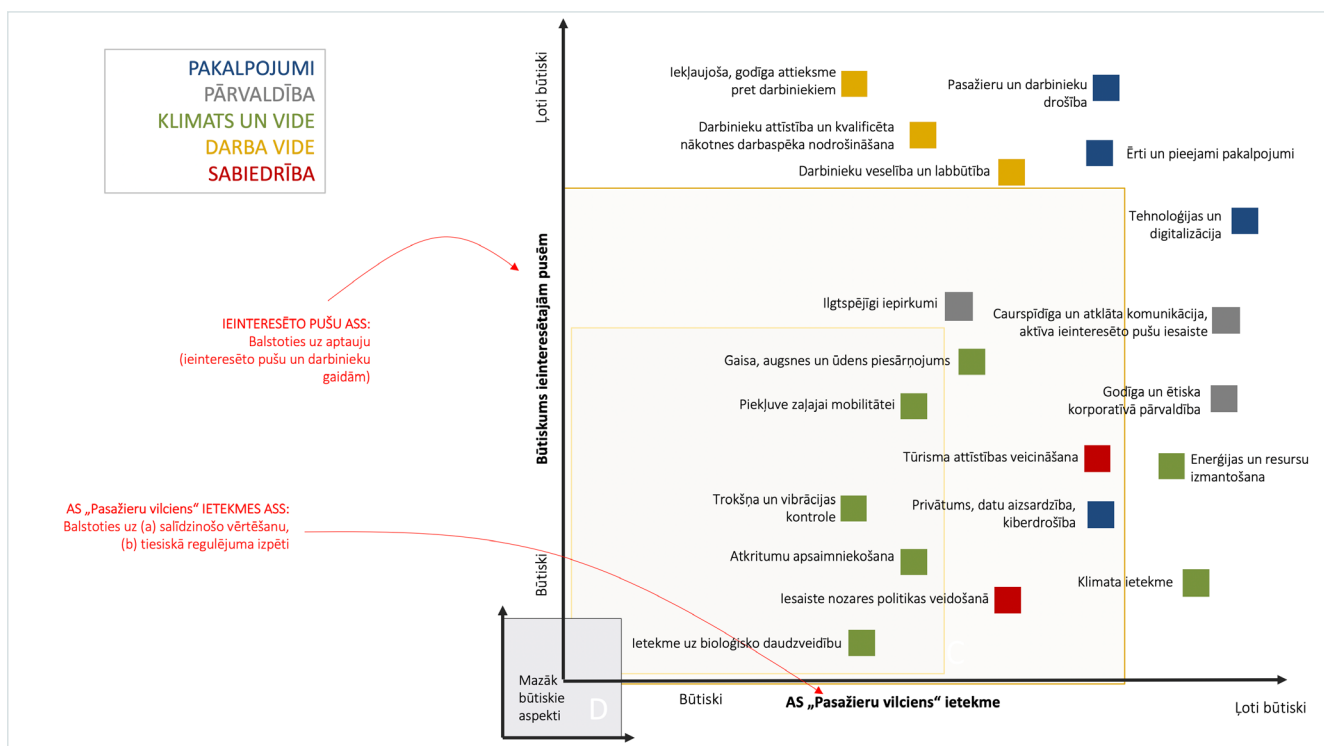 PAKALPOJUMI
PĀRVALDĪBA
KLIMATS UN VIDE
DARBA VIDE
SABIEDRĪBA
Ļoti būtiski
Būtiskums ieinteresētajām pusēm
Būtiski
Iekļaujoša, godīga attieksme
pret darbiniekiem
Pasažieru un darbinieku
drošība
Darbinieku attīstība un kvalificēta
nākotnes darbaspēka nodrošināšana
Ērti un pieejami pakalpojumi
Darbinieku veselība un labbūtība
Tehnoloģijas un
digitalizācija
Ilgtspējīgi iepirkumi
Caurspīdīga un atklāta komunikācija,
aktīva ieinteresēto pušu iesaiste
Gaisa, augsnes un ūdens piesārņojums
Piekļuve zaļajai mobilitātei
Godīga un ētiska
korporatīvā pārvaldība
Tūrisma attīstības veicināšana
Enerģijas un resursu
izmantošana
Trokšņa un vibrācijas
kontrole
Privātums, datu aizsardzība,
kiberdrošība
Atkritumu apsaimniekošana
Klimata ietekme
Iesaiste nozares politikas veidošanā
Ietekme uz bioloģisko daudzveidību
IEINTERESĒTO PUŠU ASS:
Balstoties uz aptauju
(ieinteresēto pušu un darbinieku
gaidām)
AS „Pasažieru vilciens“ IETEKMES ASS:
Balstoties uz (a) salīdzinošo vērtēšanu,
(b) tiesiskā regulējuma izpēti
Mazāk
būtiskie
aspekti
D
Būtiski
AS „Pasažieru vilciens“ ietekme
Ļoti būtiski